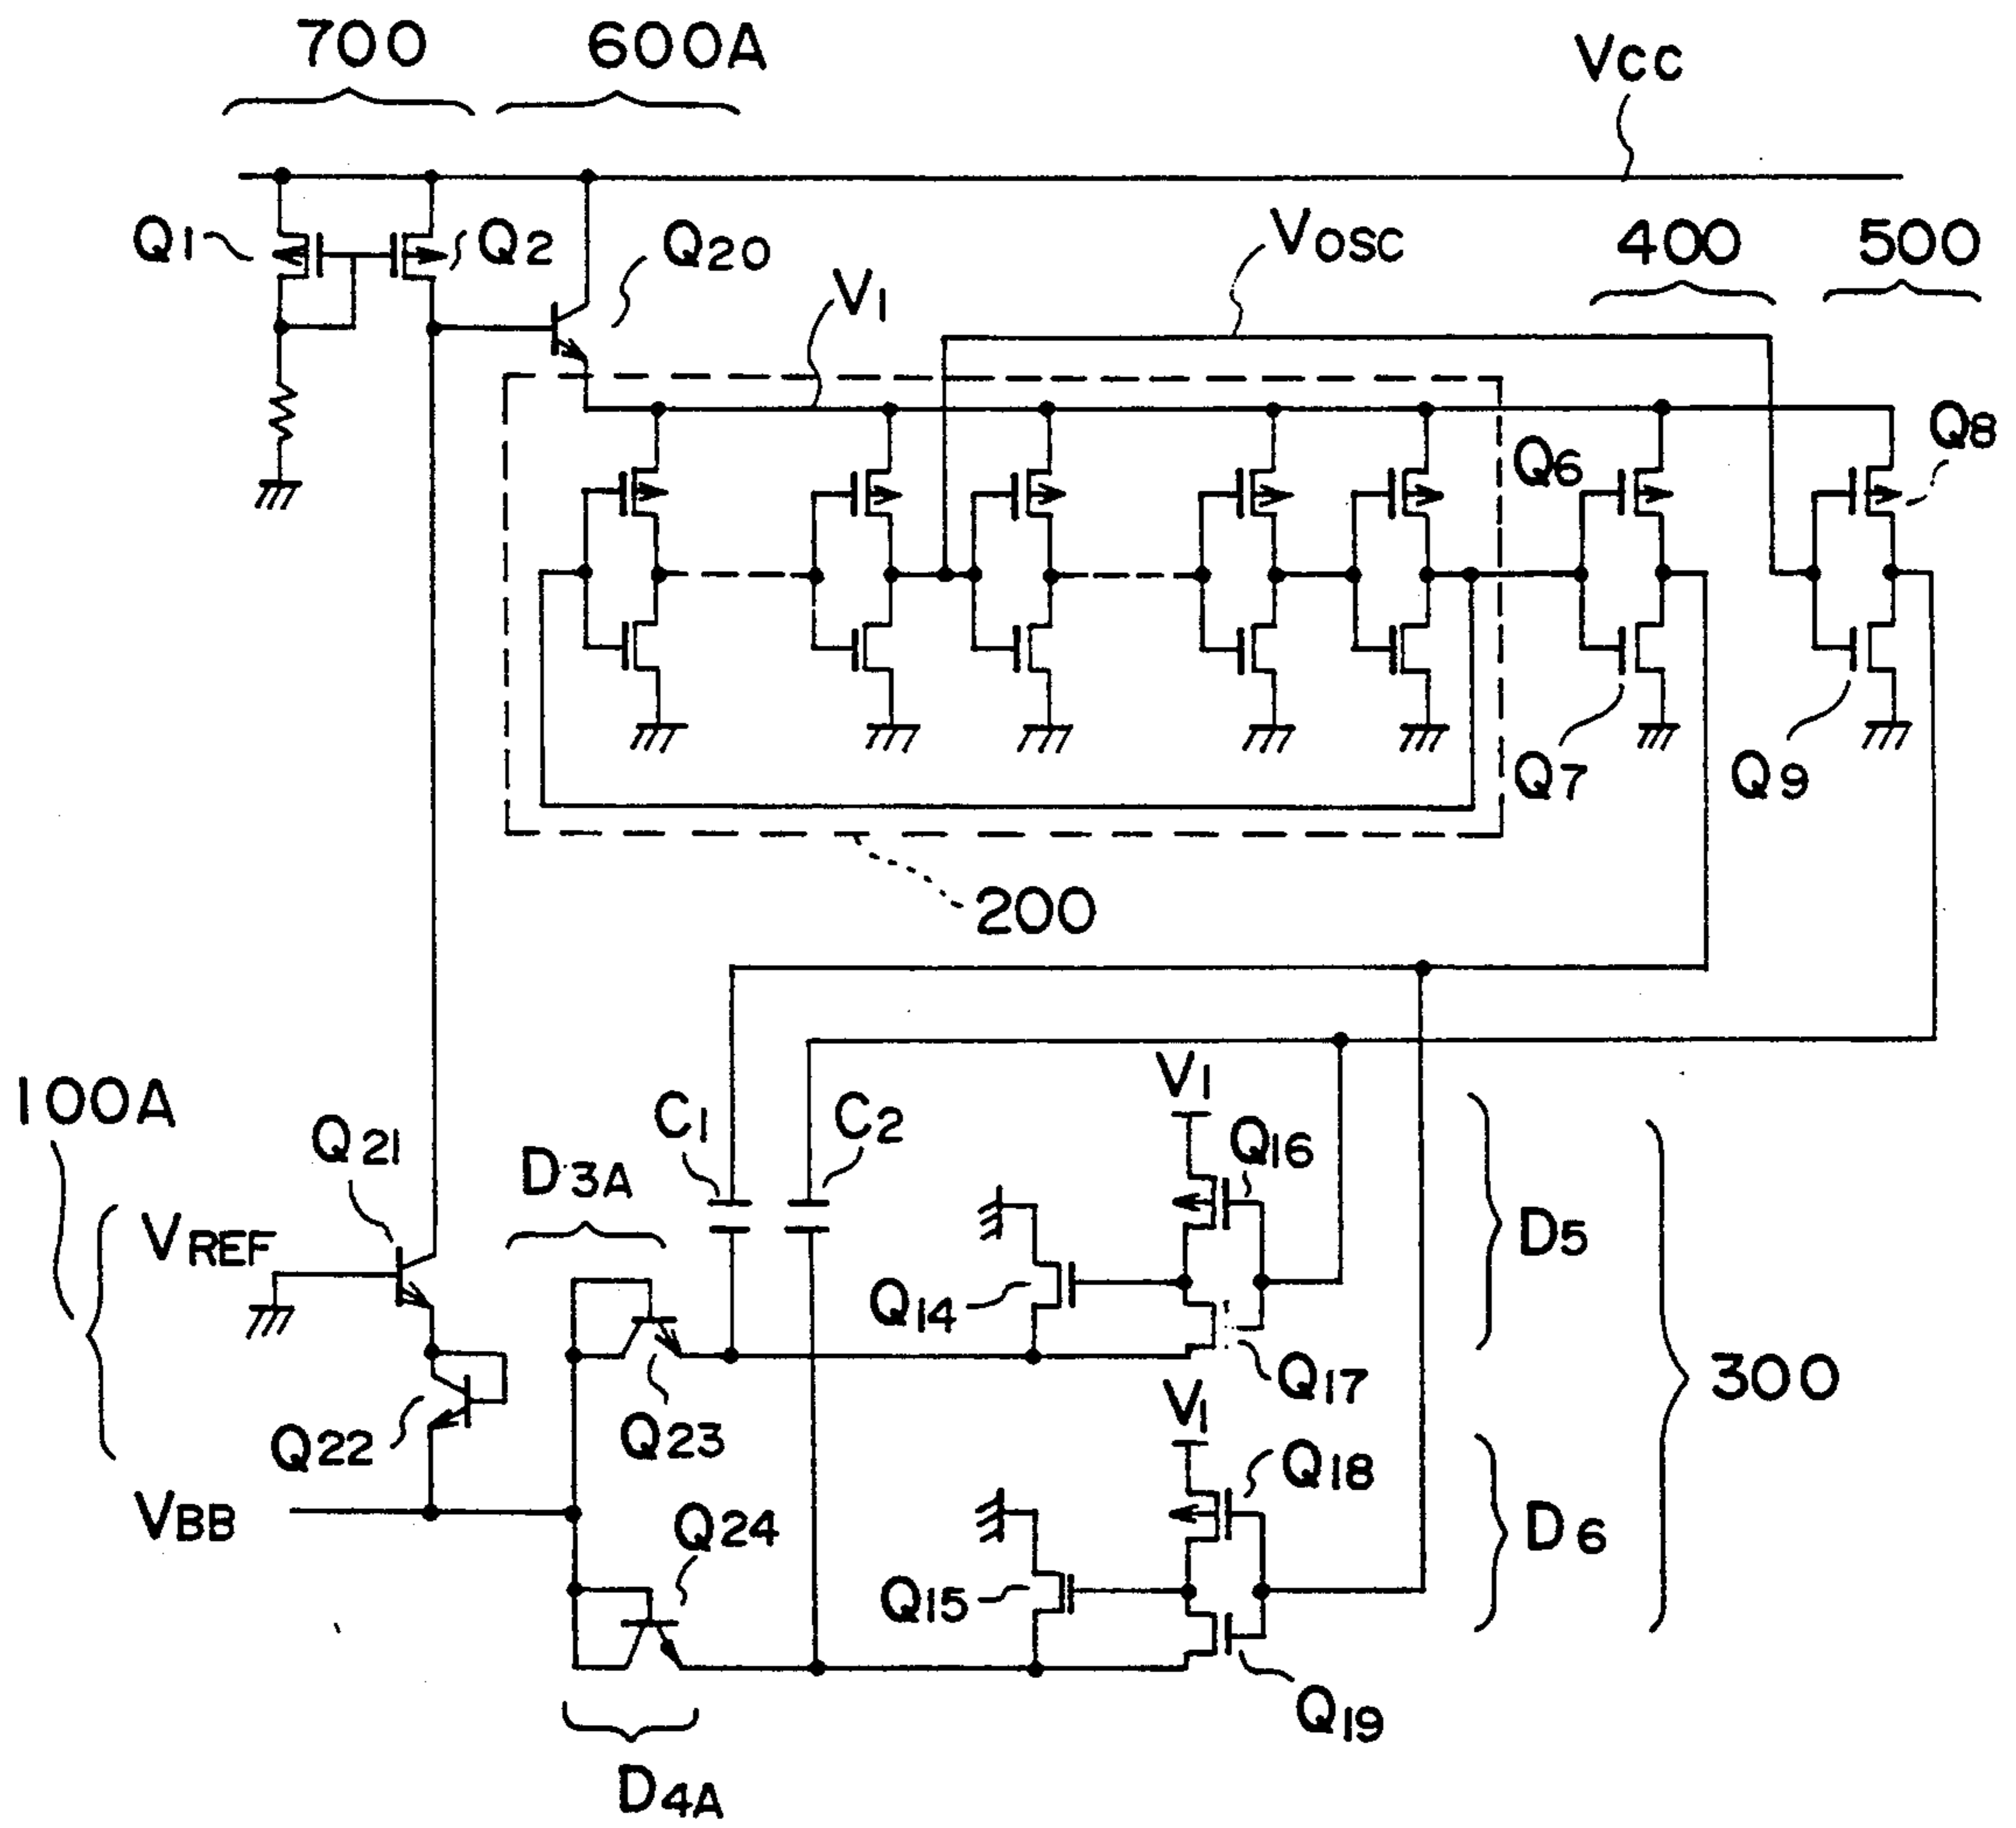 700
600A
VCC
Q1
Q2
Q20
VOSC
400
500
V1
Q6
Q8
Q7
Q9
200
100A
Q21
C1
C2
V1
Q16
D3A
VREF
D5
Q14
Q17
300
Q22
Q23
V1
Q18
VBB
Q24
D6
Q15
Q19
D4A